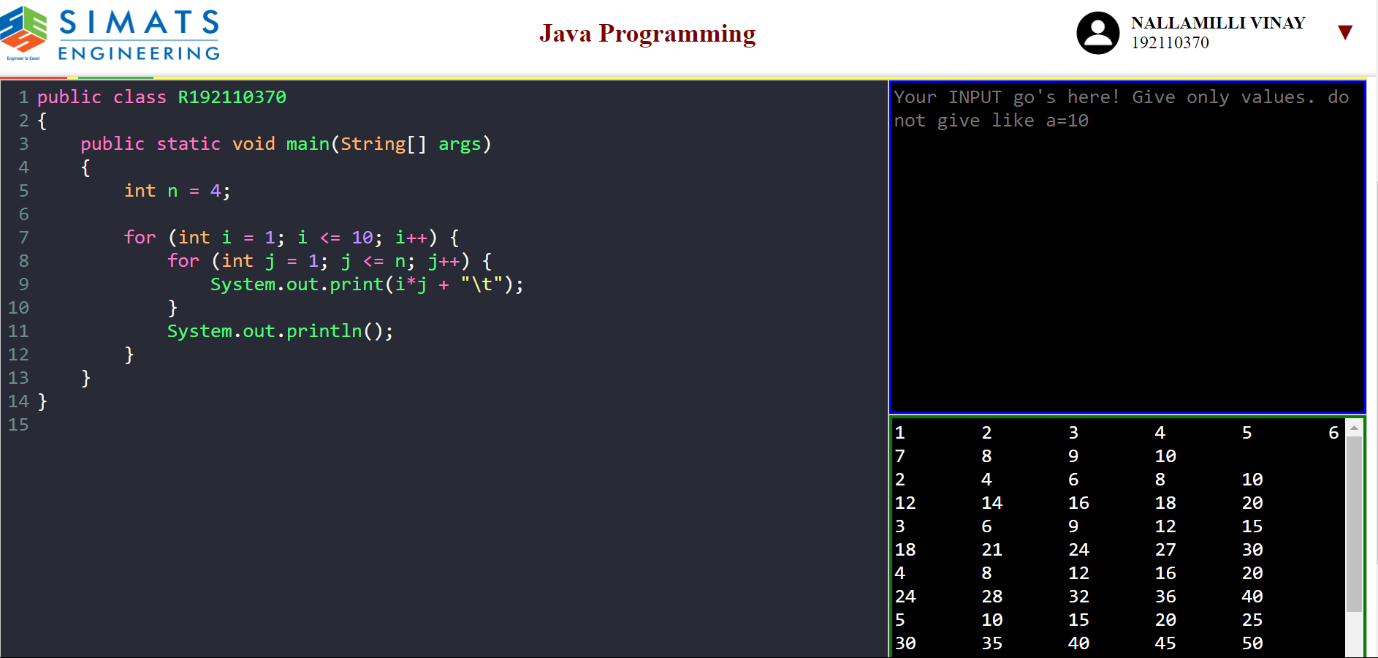 SIMATS
ENGINEERING
Engineer to Excel
Java Programming
NALLAMILLI VINAY
192110370
1 public class R192110370
2 {
3     public static void main(String[] args)
4     {
5         int n = 4;
6
7         for (int i = 1; i <= 10; i++) {
8             for (int j = 1; j <= n; j++) {
9                 System.out.print(i*j + "\t");
10             }
11             System.out.println();
12         }
13     }
14 }
15
Your INPUT go's here! Give only values. do
not give like a=10
1 2 3 4 5 6
7 8 9 10
2 4 6 8 10
12 14 16 18 20
3 6 9 12 15
18 21 24 27 30
4 8 12 16 20
24 28 32 36 40
5 10 15 20 25
30 35 40 45 50